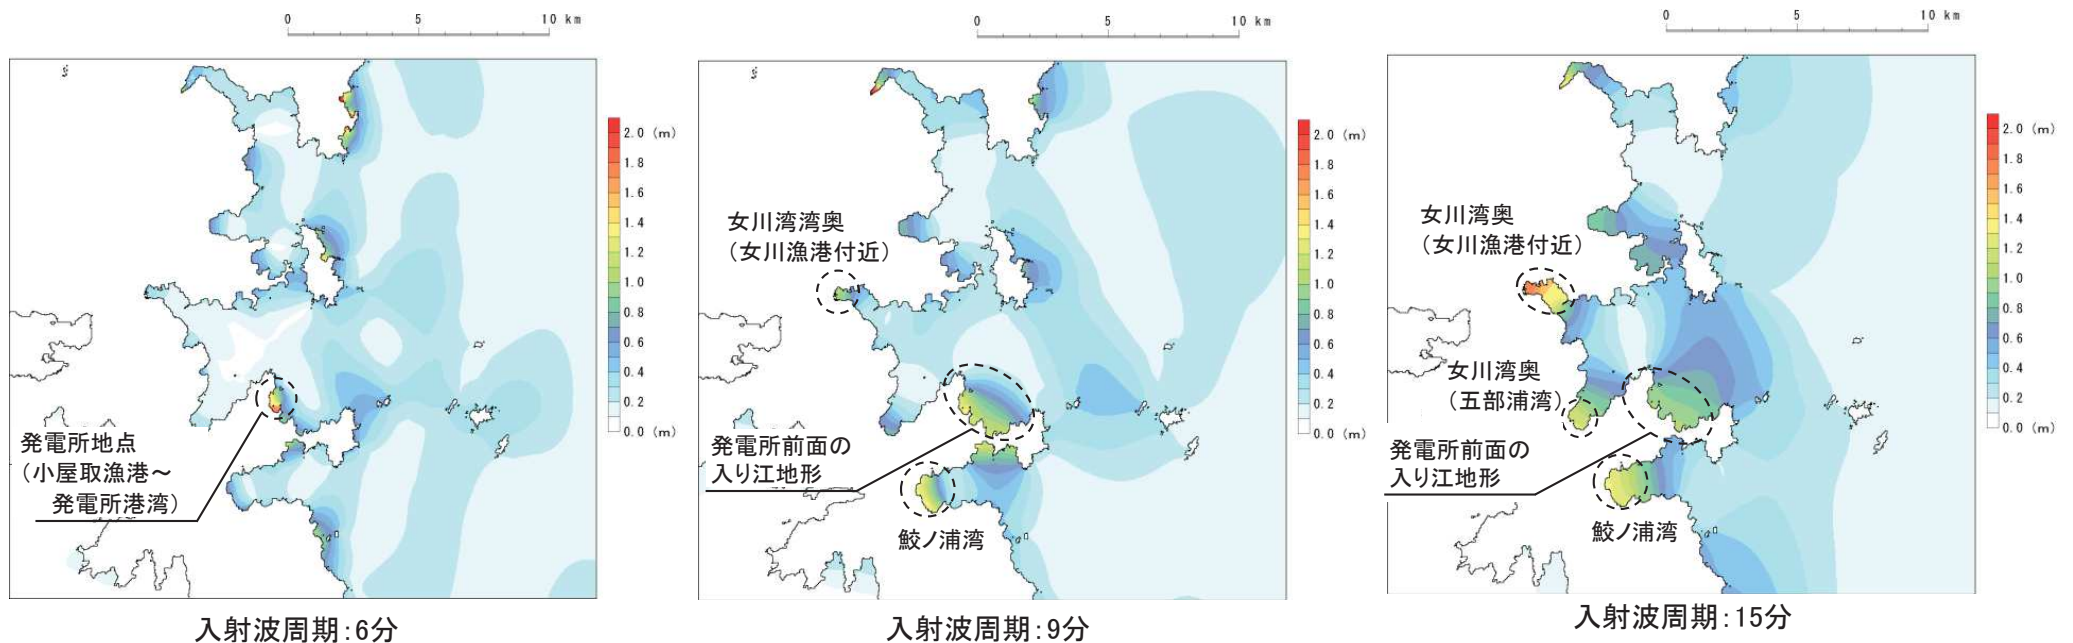 0 5 10 km
2.0 (m)
1.8
1.6
1.4
1.2
1.0
0.8
0.6
0.4
0.2
0.0 (m)
発電所地点
(小屋取漁港~
発電所港湾)
入射波周期:6分
0 5 10 km
2.0 (m)
1.8
1.6
1.4
1.2
1.0
0.8
0.6
0.4
0.2
0.0 (m)
女川湾湾奥
(女川漁港付近)
発電所前面の
入り江地形
鮫ノ浦湾
入射波周期:9分
0 5 10 km
2.0 (m)
1.8
1.6
1.4
1.2
1.0
0.8
0.6
0.4
0.2
0.0 (m)
女川湾奥
(女川漁港付近)
女川湾奥
(五部浦湾)
発電所前面の
入り江地形
鮫ノ浦湾
入射波周期:15分